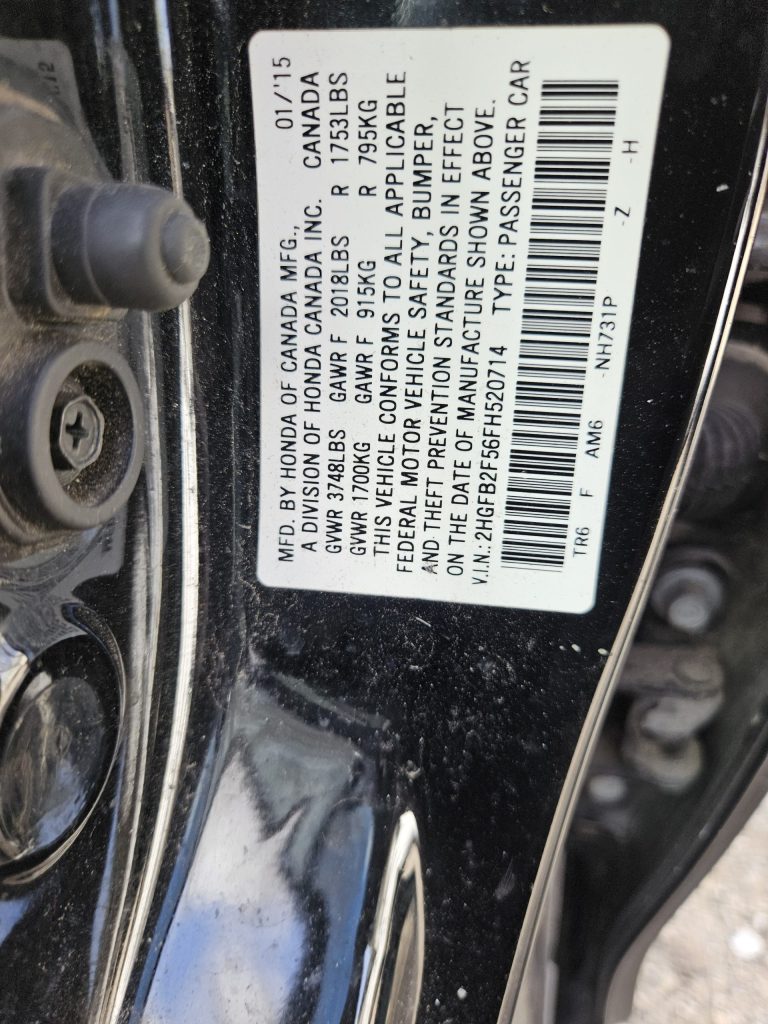 MFD. BY HONDA OF CANADA MFG., 01/'15
A DIVISION OF HONDA CANADA INC. CANADA
GVWR 3748LBS GAWR F 2018LBS R 1753LBS
GVWR 1700KG GAWR F 915KG R 795KG
THIS VEHICLE CONFORMS TO ALL APPLICABLE
FEDERAL MOTOR VEHICLE SAFETY, BUMPER,
AND THEFT PREVENTION STANDARDS IN EFFECT
ON THE DATE OF MANUFACTURE SHOWN ABOVE.
V.I.N.: 2HGFB2F56FH520714 TYPE: PASSENGER CAR
TR6 F AM6 -NH731P -Z -H